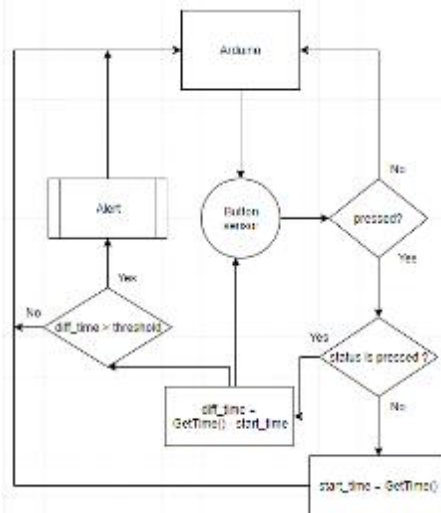 Arduino
No
Alert
Button
sensor
pressed?
Yes
Yes
No
diff_time > threshold
Yes
status is pressed ?
diff_time =
GetTime() - start_time
No
start_time = GetTime()